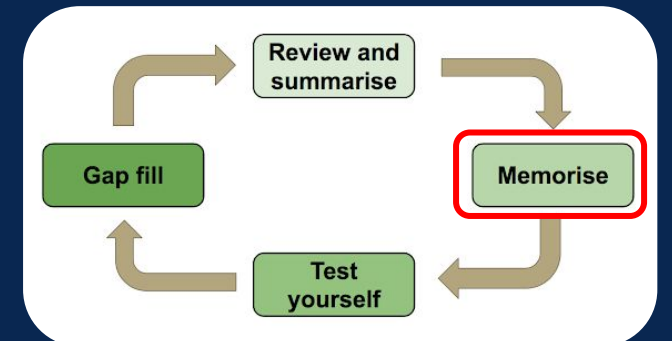 Review and
summarise
Gap fill
Memorise
Test
yourself